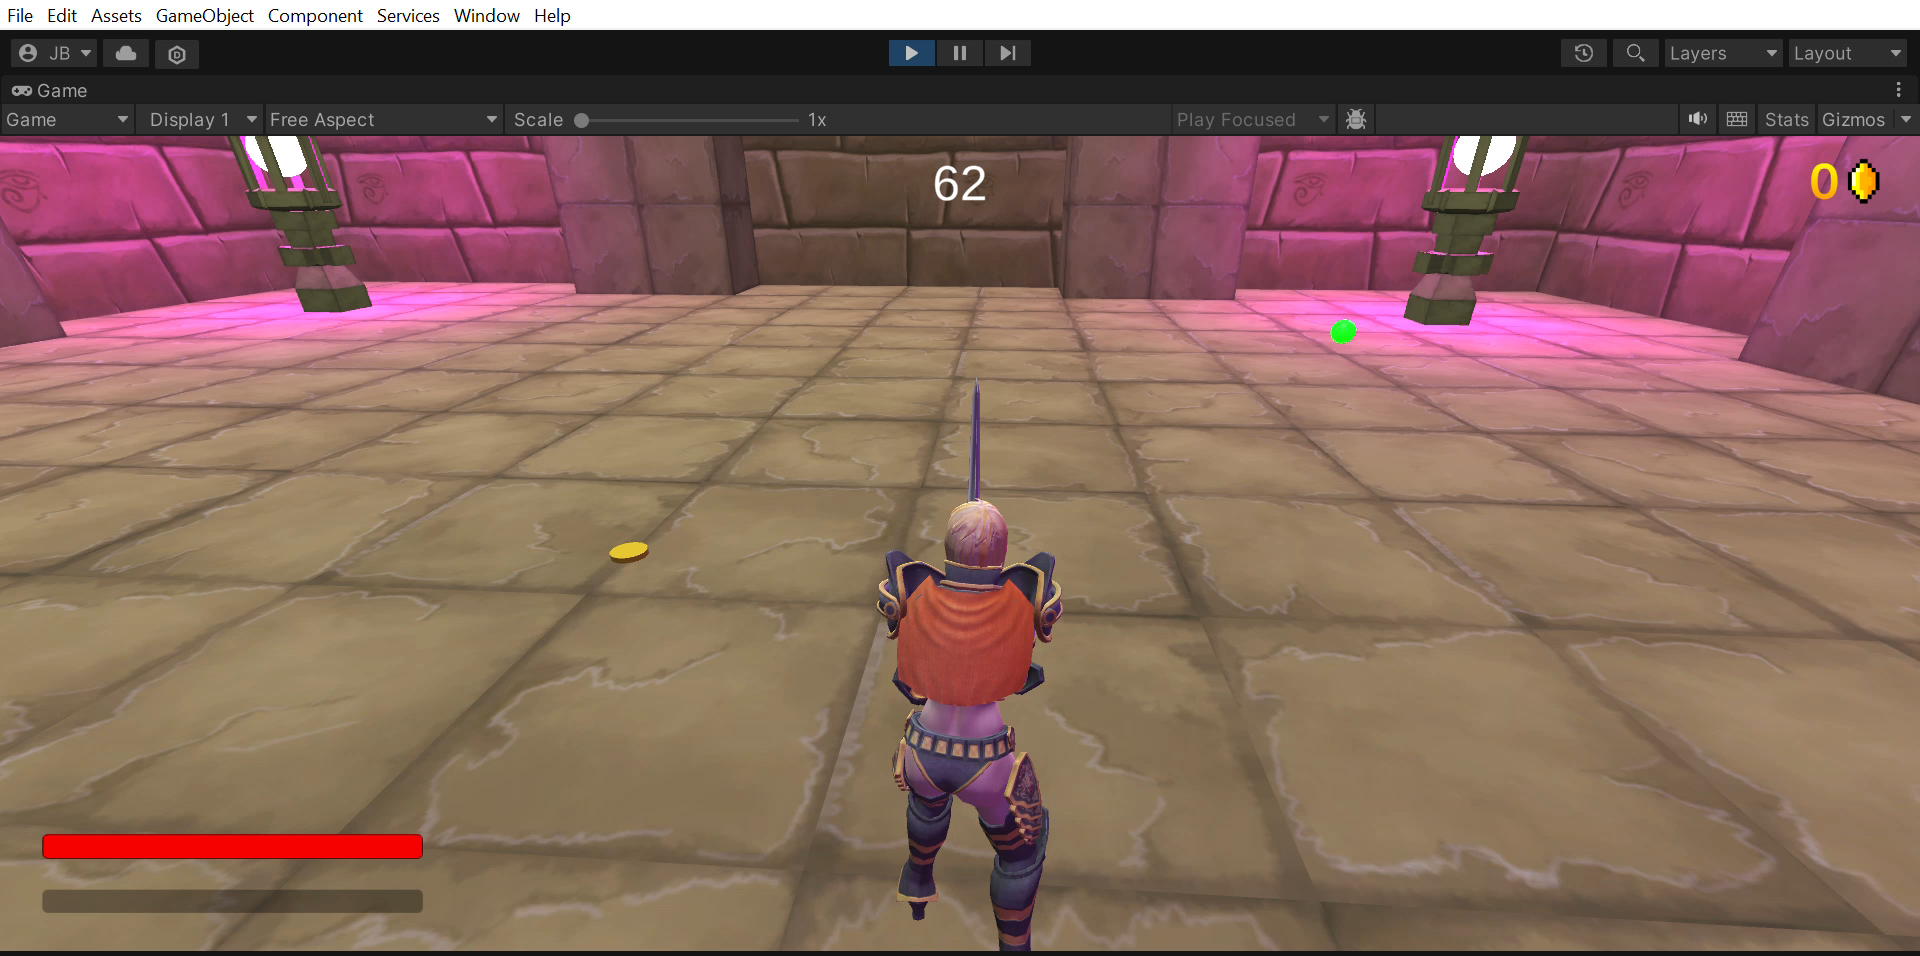 File Edit Assets GameObject Component Services Window Help
JB Layers Layout
Game
Game Display 1 Free Aspect Scale 1x Play Focused Stats Gizmos
62
0